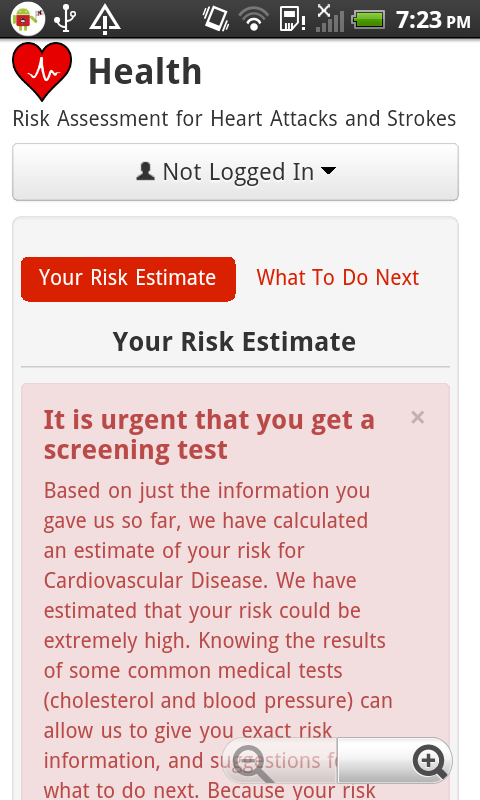 7:23 PM
Health
Risk Assessment for Heart Attacks and Strokes
Not Logged In
Your Risk Estimate What To Do Next
Your Risk Estimate
It is urgent that you get a ×
screening test
Based on just the information you
gave us so far, we have calculated
an estimate of your risk for
Cardiovascular Disease. We have
estimated that your risk could be
extremely high. Knowing the results
of some common medical tests
(cholesterol and blood pressure) can
allow us to give you exact risk
information, and suggestions
what to do next. Because your risk